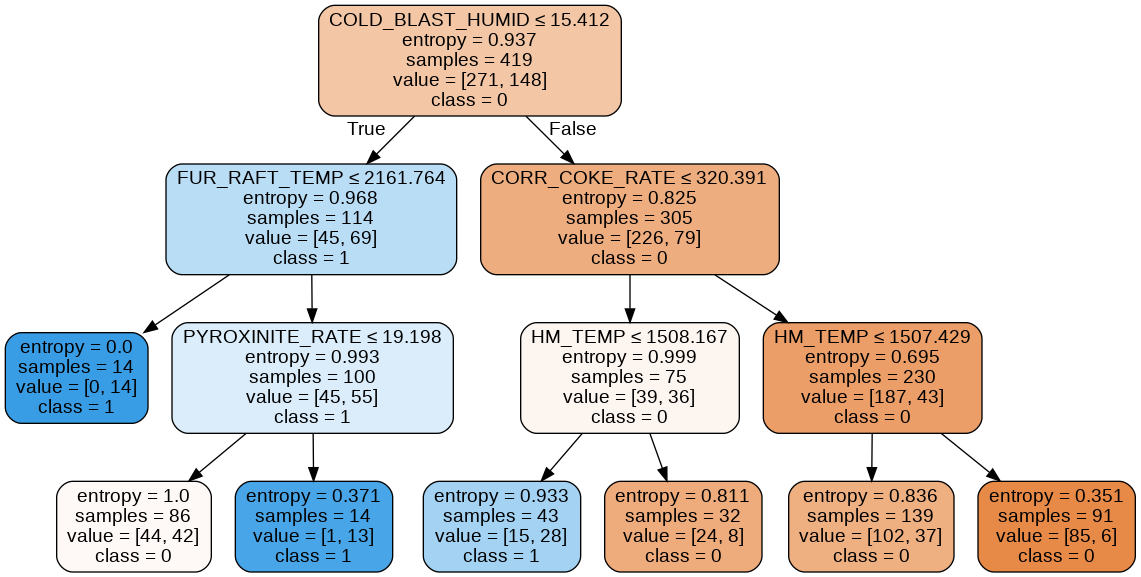 COLD_BLAST_HUMID ≤ 15.412
entropy = 0.937
samples = 419
value = [271, 148]
class = 0
True
False
FUR_RAFT_TEMP ≤ 2161.764
entropy = 0.968
samples = 114
value = [45, 69]
class = 1
CORR_COKE_RATE ≤ 320.391
entropy = 0.825
samples = 305
value = [226, 79]
class = 0
entropy = 0.0
samples = 14
value = [0, 14]
class = 1
PYROXINITE_RATE ≤ 19.198
entropy = 0.993
samples = 100
value = [45, 55]
class = 1
HM_TEMP ≤ 1508.167
entropy = 0.999
samples = 75
value = [39, 36]
class = 0
HM_TEMP ≤ 1507.429
entropy = 0.695
samples = 230
value = [187, 43]
class = 0
entropy = 1.0
samples = 86
value = [44, 42]
class = 0
entropy = 0.371
samples = 14
value = [1, 13]
class = 1
entropy = 0.933
samples = 43
value = [15, 28]
class = 1
entropy = 0.811
samples = 32
value = [24, 8]
class = 0
entropy = 0.836
samples = 139
value = [102, 37]
class = 0
entropy = 0.351
samples = 91
value = [85, 6]
class = 0